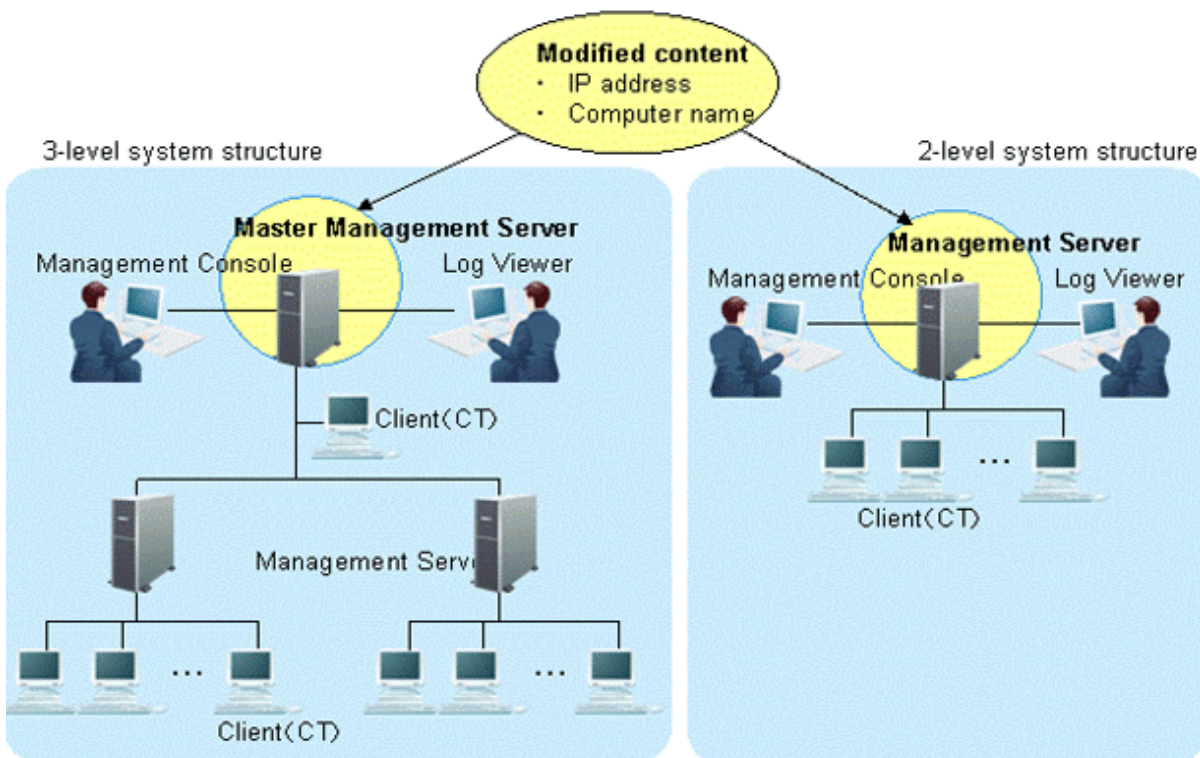 Modified content
・ IP address
・ Computer name
3-level system structure
2-level system structure
Master Management Server
Management Console
Log Viewer
Client(CT)
Management Serv
Client(CT)
Management Server
Management Console
Log Viewer
Client(CT)